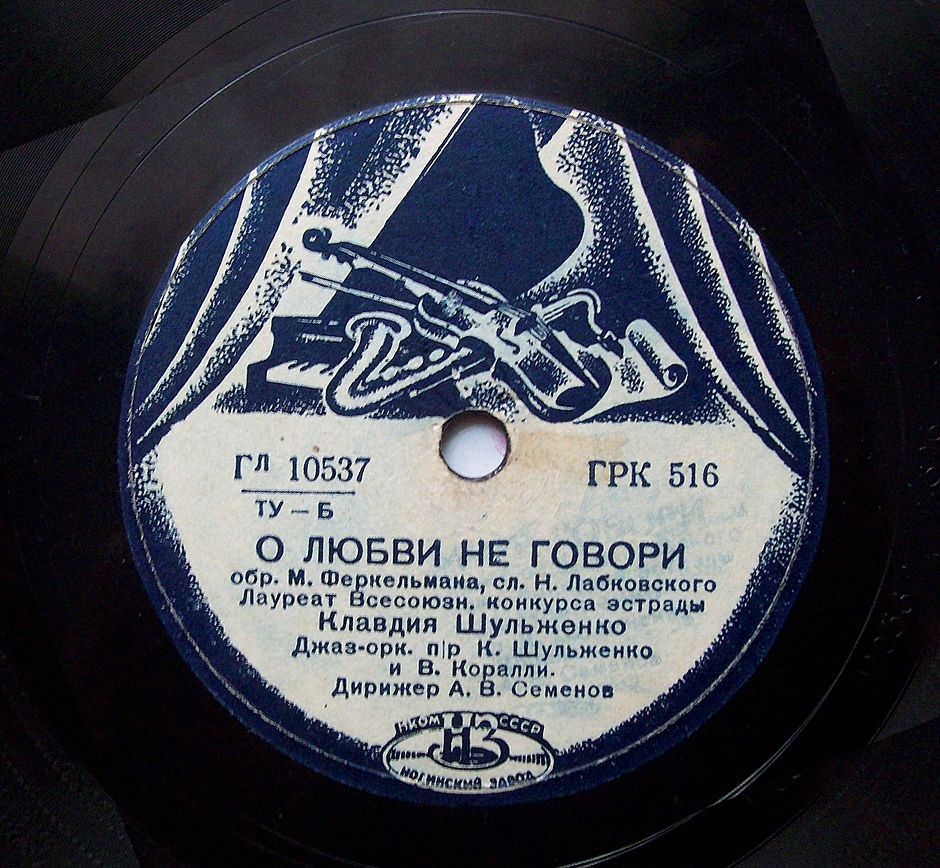 Гл 10537
ГРК 516
ТУ — Б
О ЛЮБВИ НЕ ГОВОРИ
обр. М. Феркельмана, сл. Н. Лабковского
Лауреат Всесоюзн. конкурса эстрады
Клавдия Шульженко
Джаз-орк. п|р К. Шульженко
и В. Коралли.
Дирижер А. В. Семенов
НКОМ СССР
НЗ
НОГИНСКИЙ ЗАВОД